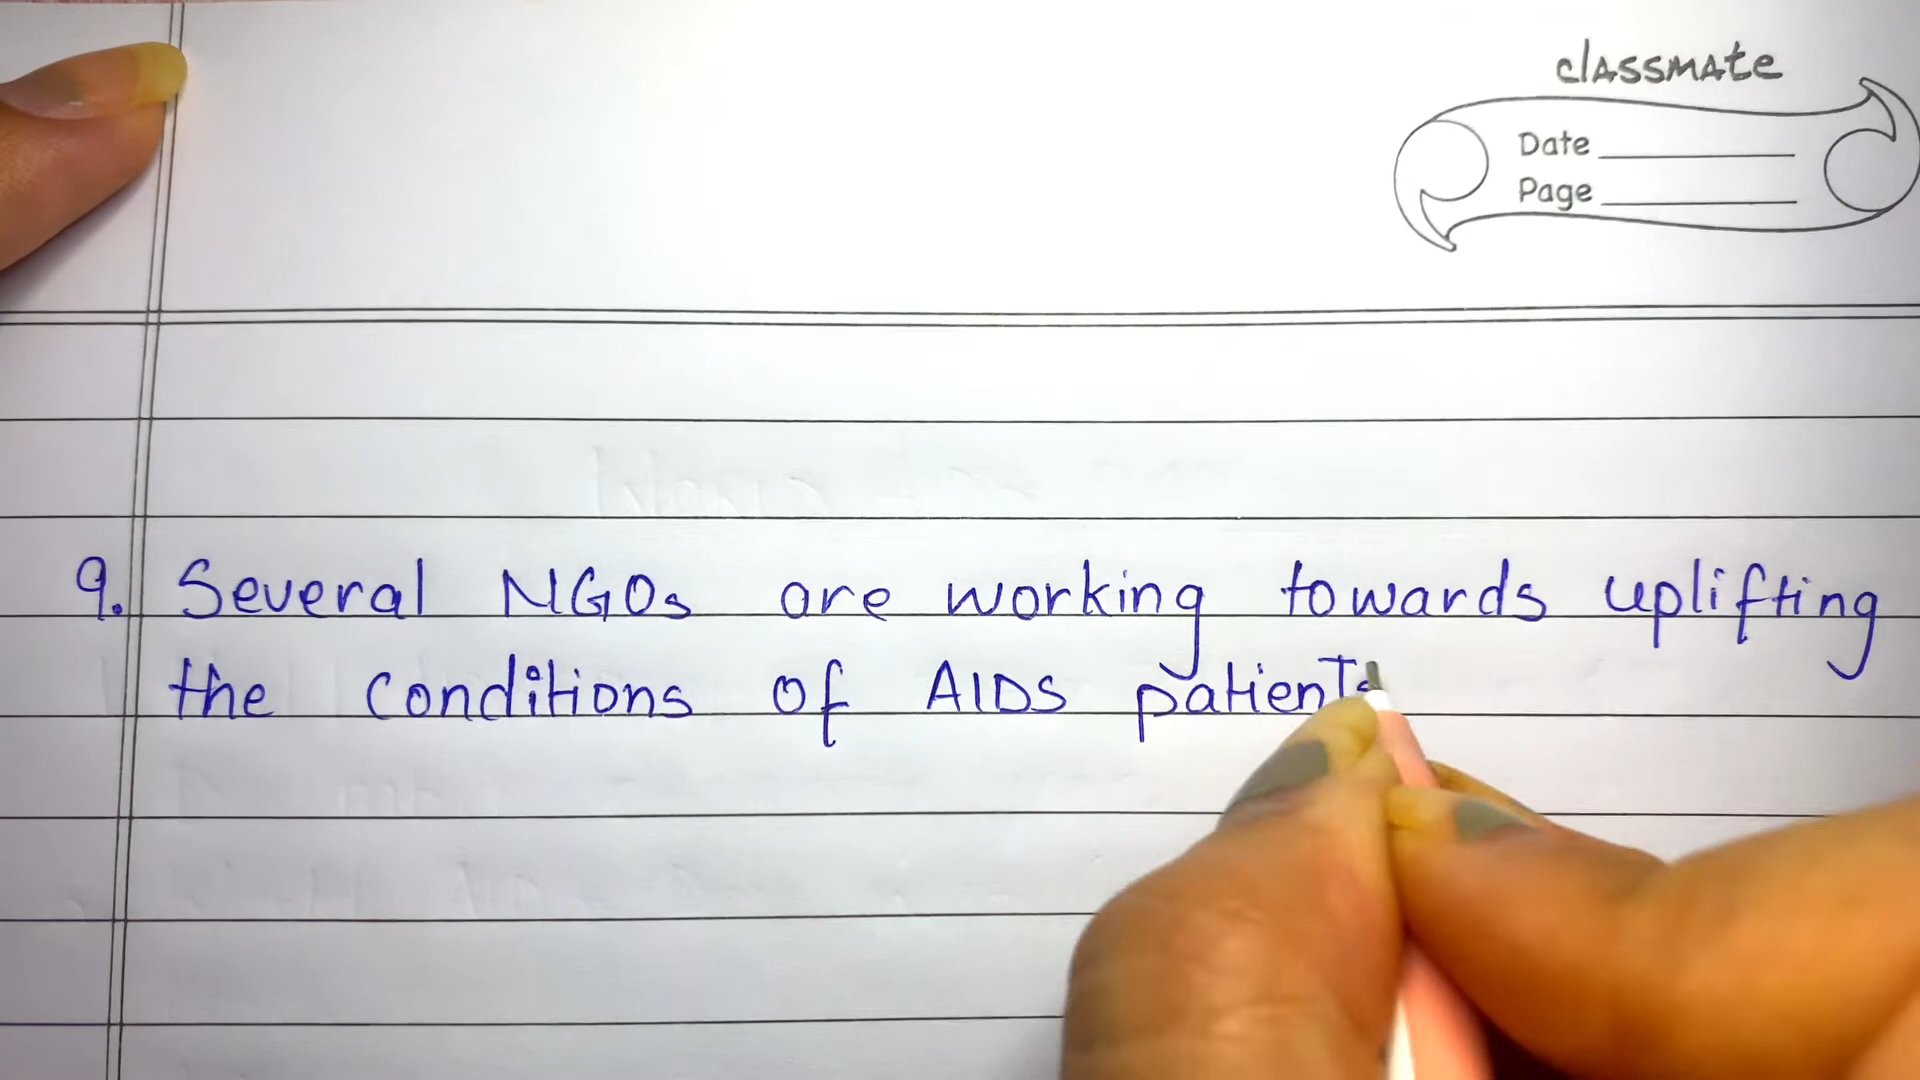 classmate
Date
Page
9. Several NGOs are working towards uplifting
the conditions of AIDS patients